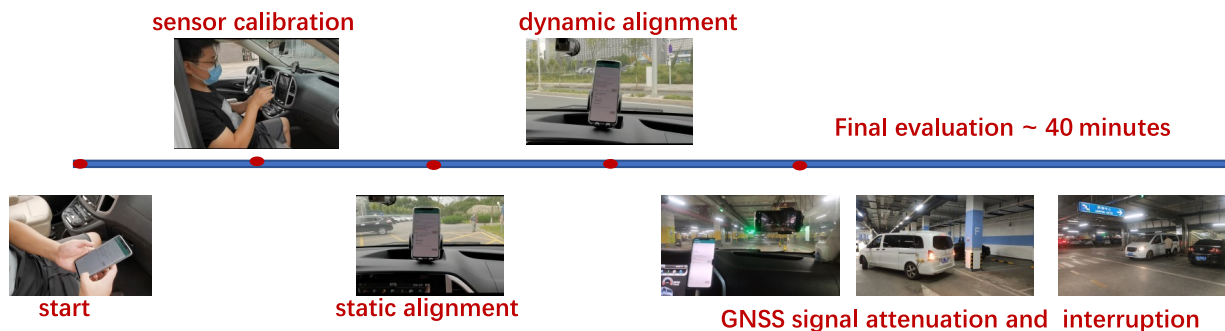 sensor calibration
dynamic alignment
Final evaluation ~ 40 minutes
start
static alignment
GNSS signal attenuation and interruption
F